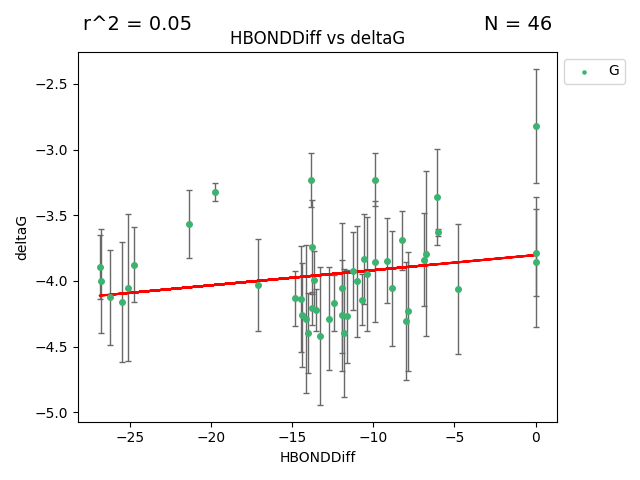 r^2 = 0.05
N = 46
HBONDDiff vs deltaG
G
deltaG
−2.5
−3.0
−3.5
−4.0
−4.5
−5.0
−25
−20
−15
−10
−5
0
HBONDDiff